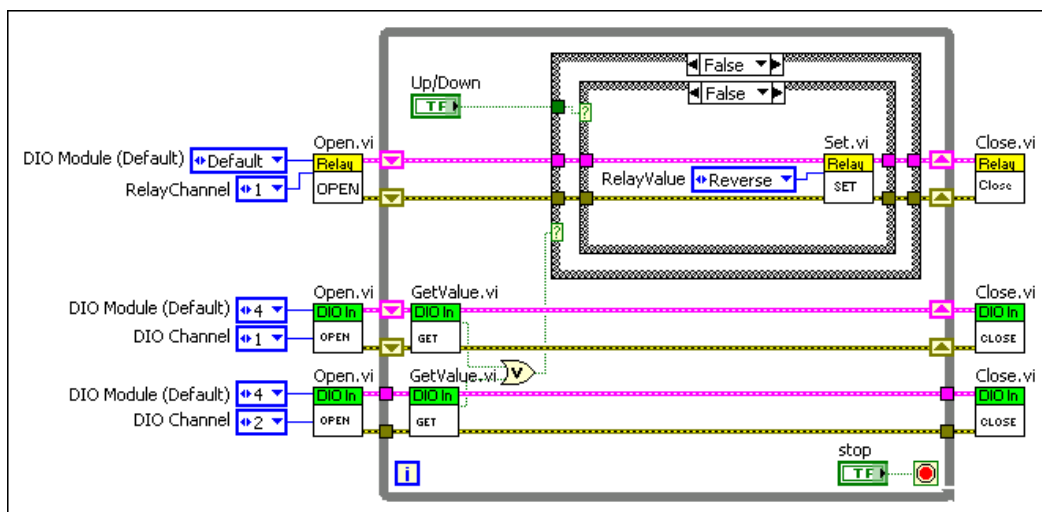 False
False
Up/Down
TF
?
Open.vi
Set.vi
Close.vi
DIO Module (Default) Default
Relay
Relay
Relay
RelayChannel 1
OPEN
RelayValue Reverse
SET
Close
?
Open.vi
GetValue.vi
Close.vi
DIO Module (Default) 4
DIO In
DIO In
DIO In
DIO Channel 1
OPEN
GET
CLOSE
V
Open.vi
GetValue.vi
Close.vi
DIO Module (Default) 4
DIO In
DIO In
DIO In
DIO Channel 2
OPEN
GET
CLOSE
stop
i
TF